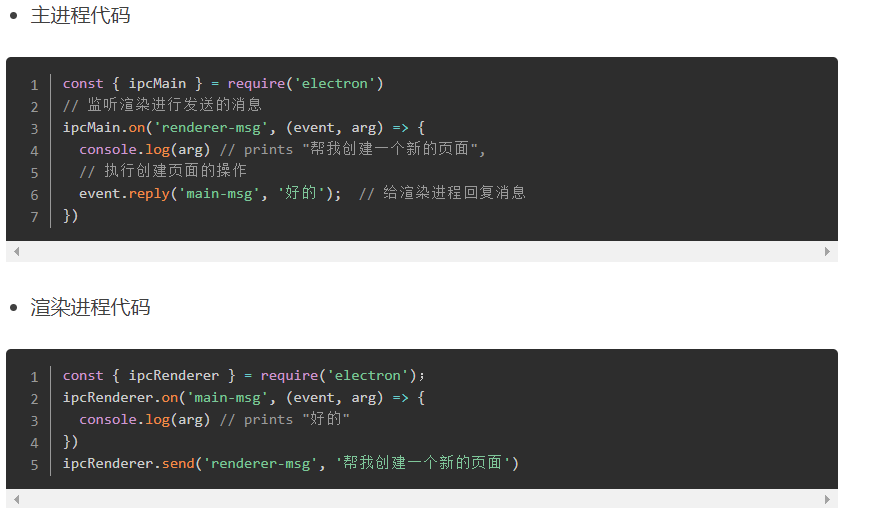 主进程代码
1 const { ipcMain } = require('electron')
2 // 监听渲染进行发送的消息
3 ipcMain.on('renderer-msg', (event, arg) => {
4   console.log(arg) // prints "帮我创建一个新的页面",
5   // 执行创建页面的操作
6   event.reply('main-msg', '好的');  // 给渲染进程回复消息
7 })
渲染进程代码
1 const { ipcRenderer } = require('electron');
2 ipcRenderer.on('main-msg', (event, arg) => {
3   console.log(arg) // prints "好的"
4 })
5 ipcRenderer.send('renderer-msg', '帮我创建一个新的页面')